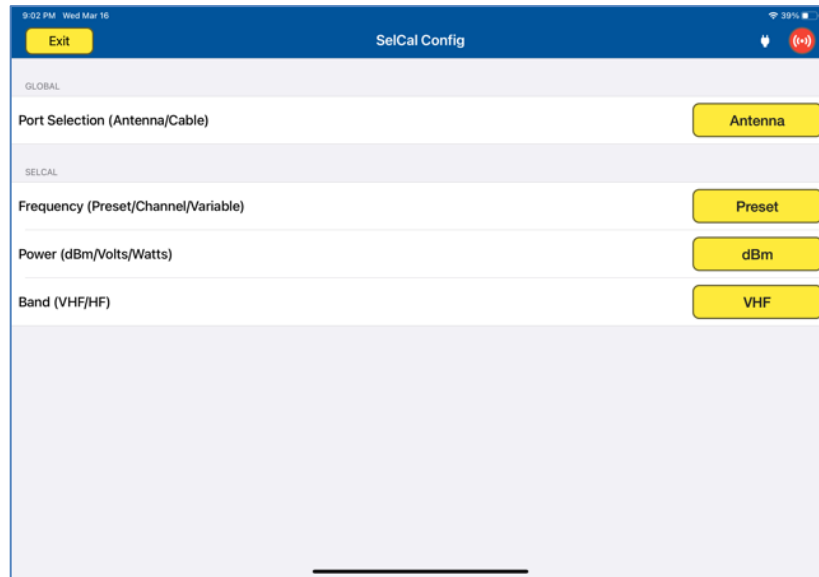 9:02 PM Wed Mar 16 39%
Exit SelCal Config
GLOBAL
Port Selection (Antenna/Cable) Antenna
SELCAL
Frequency (Preset/Channel/Variable) Preset
Power (dBm/Volts/Watts) dBm
Band (VHF/HF) VHF